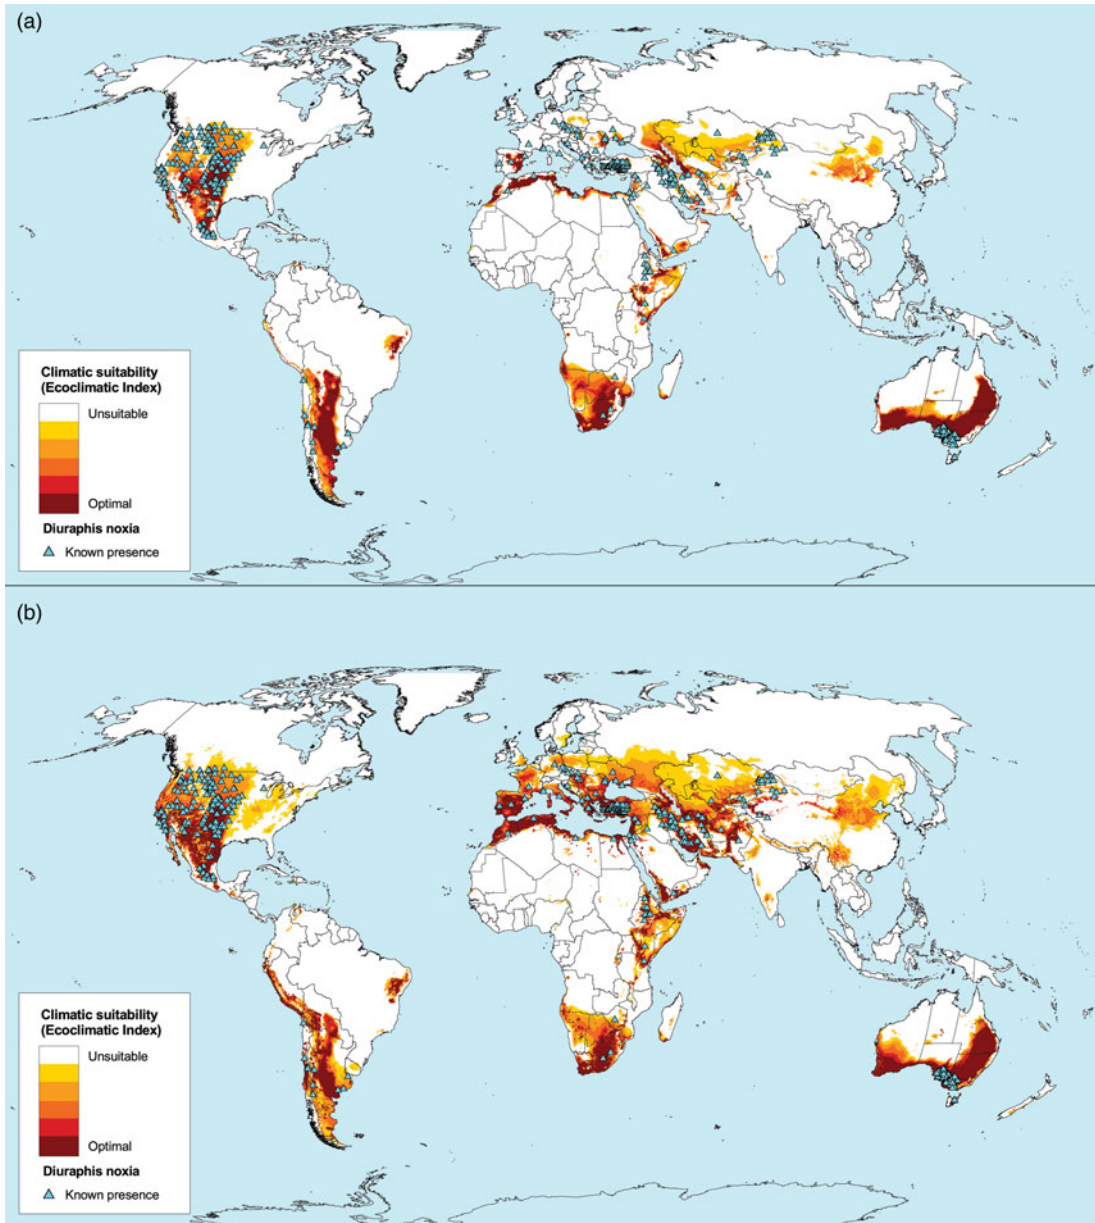 (a)
Climatic suitability
(Ecoclimatic Index)
Unsuitable
Optimal
Diuraphis noxia
Known presence
(b)
Climatic suitability
(Ecoclimatic Index)
Unsuitable
Optimal
Diuraphis noxia
Known presence